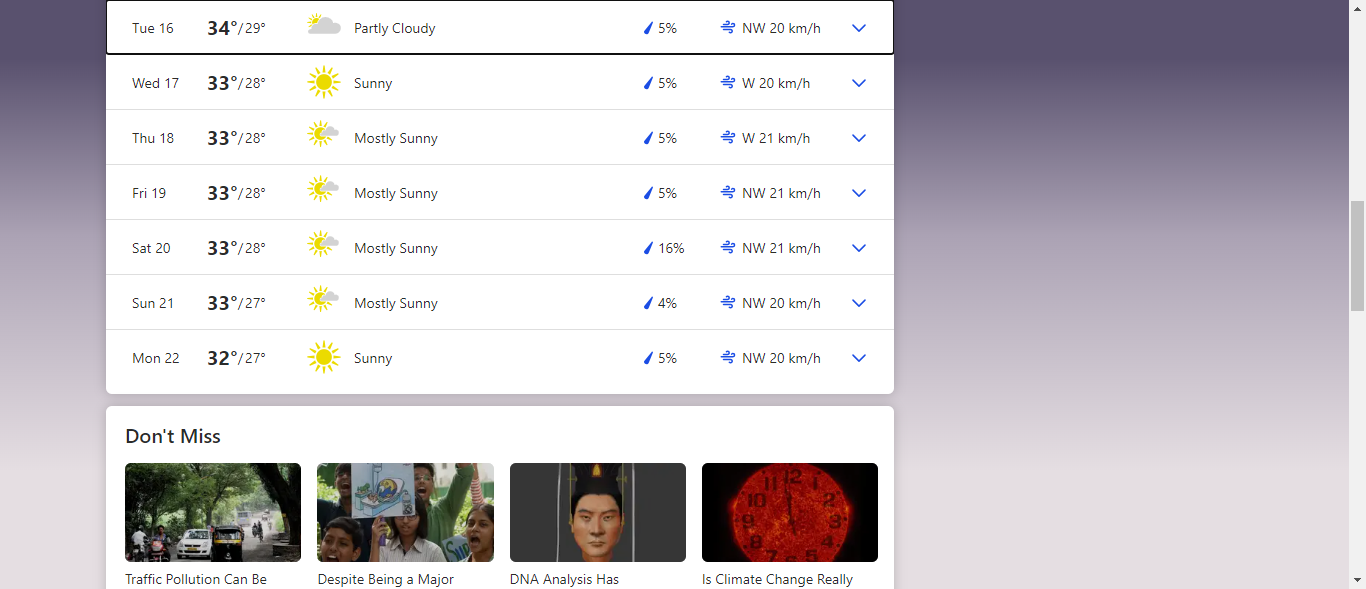 Tue 16 34°/29° Partly Cloudy 5% NW 20 km/h
Wed 17 33°/28° Sunny 5% W 20 km/h
Thu 18 33°/28° Mostly Sunny 5% W 21 km/h
Fri 19 33°/28° Mostly Sunny 5% NW 21 km/h
Sat 20 33°/28° Mostly Sunny 16% NW 21 km/h
Sun 21 33°/27° Mostly Sunny 4% NW 20 km/h
Mon 22 32°/27° Sunny 5% NW 20 km/h
Don't Miss
Traffic Pollution Can Be
Despite Being a Major
DNA Analysis Has
Is Climate Change Really